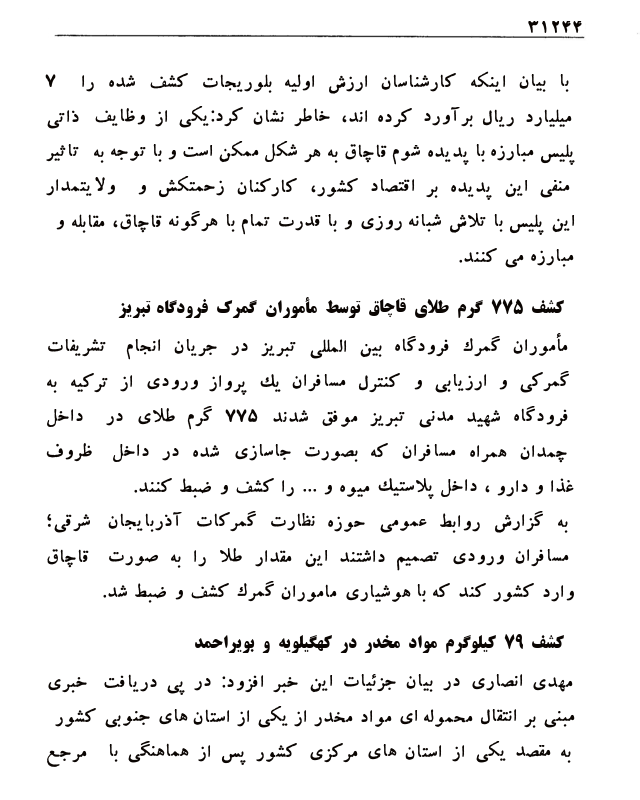 ۳۱۲۴۴
با بیان اینکه کارشناسان ارزش اولیه بلوریجات کشف شده را ۷
میلیارد ریال برآورد کرده اند، خاطر نشان کرد:یکی از وظایف ذاتی
پلیس مبارزه با پدیده شوم قاچاق به هر شکل ممکن است و با توجه به تاثیر
منفی این پدیده بر اقتصاد کشور، کارکنان زحمتکش و ولایتمدار
این پلیس با تلاش شبانه روزی و با قدرت تمام با هرگونه قاچاق، مقابله و
مبارزه می کنند.
کشف ۷۷۵ گرم طلای قاچاق توسط مأموران گمرک فرودگاه تبریز
مأموران گمرك فرودگاه بین المللی تبریز در جریان انجام تشریفات
گمرکی و ارزیابی و کنترل مسافران یك پرواز ورودی از ترکیه به
فرودگاه شهید مدنی تبریز موفق شدند ۷۷۵ گرم طلای در داخل
چمدان همراه مسافران که بصورت جاسازی شده در داخل ظروف
غذا و دارو ، داخل پلاستیك میوه و ... را کشف و ضبط کنند.
به گزارش روابط عمومی حوزه نظارت گمرکات آذربایجان شرقی؛
مسافران ورودی تصمیم داشتند این مقدار طلا را به صورت قاچاق
وارد کشور کند که با هوشیاری ماموران گمرك کشف و ضبط شد.
کشف ۷۹ کیلوگرم مواد مخدر در کهگیلویه و بویراحمد
مهدی انصاری در بیان جزئیات این خبر افزود: در پی دریافت خبری
مبنی بر انتقال محموله ای مواد مخدر از یکی از استان های جنوبی کشور
به مقصد یکی از استان های مرکزی کشور پس از هماهنگی با مرجع